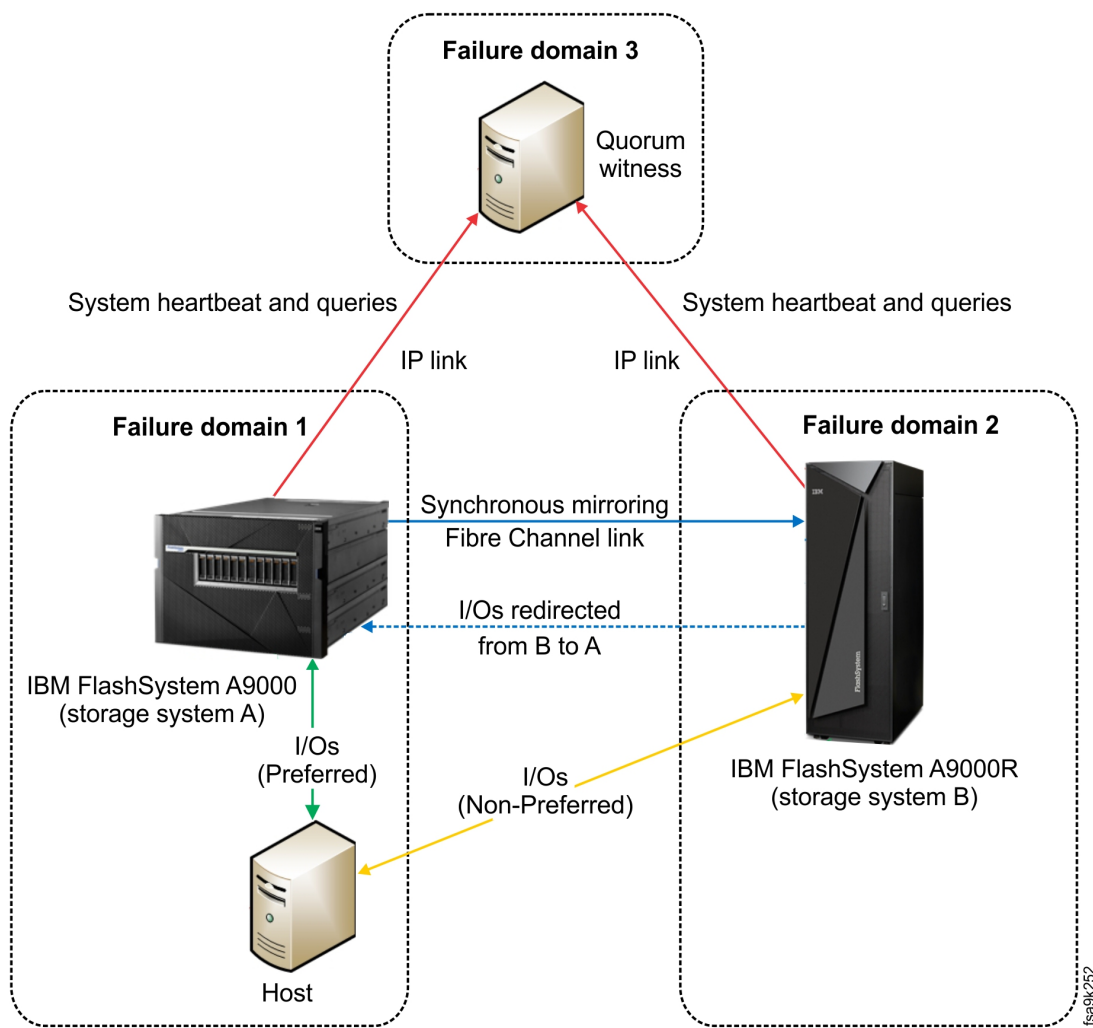 Failure domain 3
Quorum
witness
System heartbeat and queries
System heartbeat and queries
IP link
IP link
Failure domain 1
Failure domain 2
IBM
Synchronous mirroring
Fibre Channel link
I/Os redirected
from B to A
FlashSystem
IBM FlashSystem A9000
(storage system A)
I/Os
(Preferred)
I/Os
(Non-Preferred)
IBM FlashSystem A9000R
(storage system B)
Host
fsa9k252